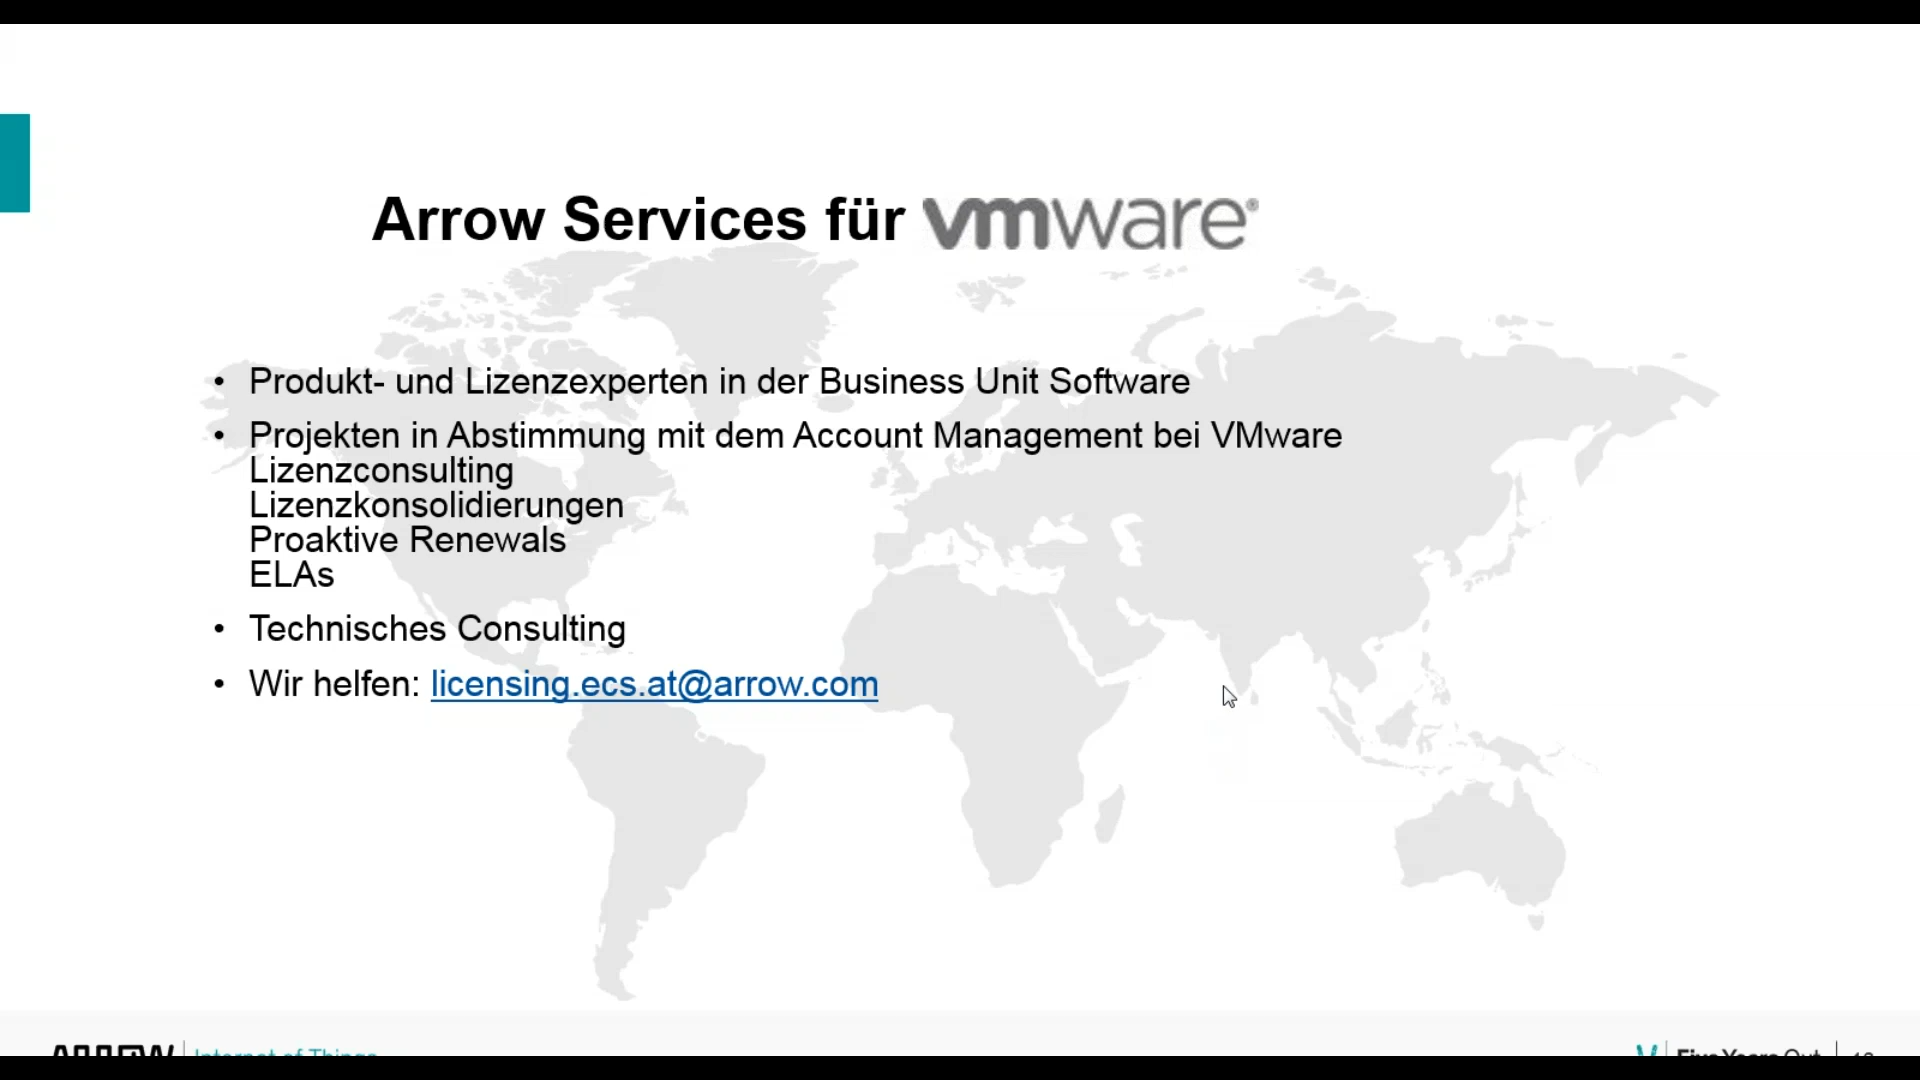 Arrow Services für vmware®
• Produkt- und Lizenzexperten in der Business Unit Software
• Projekten in Abstimmung mit dem Account Management bei VMware
Lizenzconsulting
Lizenzkonsolidierungen
Proaktive Renewals
ELAs
• Technisches Consulting
• Wir helfen: licensing.ecs.at@arrow.com
ARROW | Internet of Things
Five Years Out